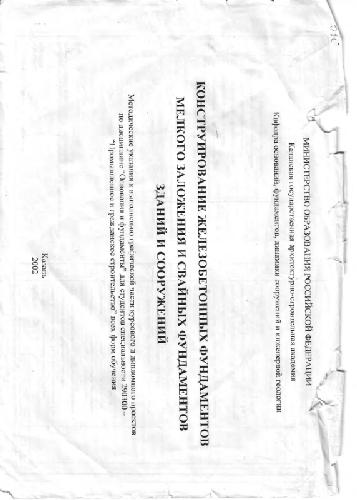 МИНИСТЕРСТВО ОБРАЗОВАНИЯ РОССИЙСКОЙ ФЕДЕРАЦИИ
Казанская государственная архитектурно-строительная академия
Кафедра оснований, фундаментов, динамики сооружений и инженерной геологии
КОНСТРУИРОВАНИЕ ЖЕЛЕЗОБЕТОННЫХ ФУНДАМЕНТОВ
МЕЛКОГО ЗАЛОЖЕНИЯ И СВАЙНЫХ ФУНДАМЕНТОВ
ЗДАНИЙ И СООРУЖЕНИЙ
Методические указания к выполнению графической части курсового и дипломного проектов
по дисциплине "Основания и фундаменты" для студентов специальности 290300 –
"Промышленное и гражданское строительство" всех форм обучения
Казань
2002